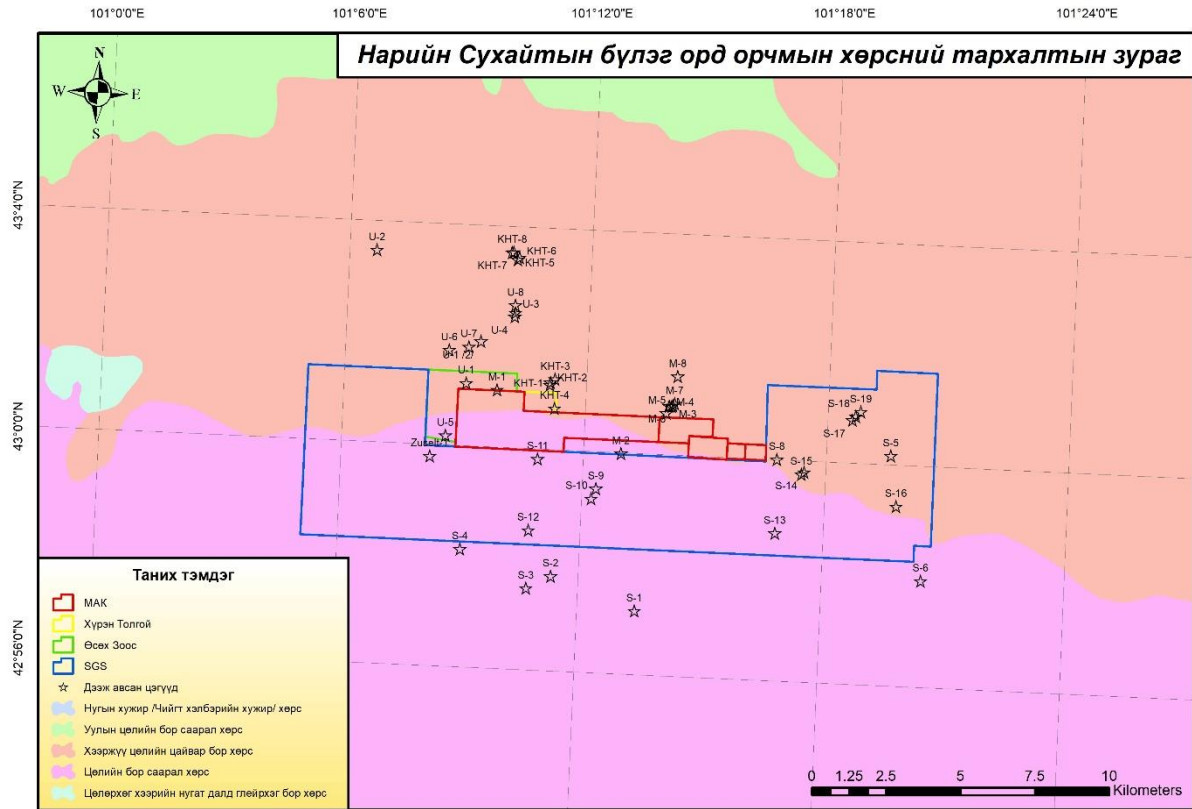 101°0'0"E
101°6'0"E
101°12'0"E
101°18'0"E
101°24'0"E
Нарийн Сухайтын бүлэг орд орчмын хөрсний тархалтын зураг
N
W
E
S
43°4'0"N
43°0'0"N
42°56'0"N
U-2
KHT-8
KHT-6
KHT-7
KHT-5
U-8
U-3
U-7
U-4
U-6
U-1 /2/
U-1
M-1
KHT-3
KHT-1
KHT-2
KHT-4
M-8
M-7
M-5
M-4
M-3
S-19
S-18
S-17
U-5
S-11
M-2
S-8
S-5
S-15
S-14
S-9
S-10
S-16
S-12
S-13
S-4
S-2
S-3
S-6
S-1
Таних тэмдэг
МАК
Хүрэн Толгой
Өсөх Зоос
SGS
Дээж авсан цэгүүд
Нугын хужир /Чийгт хэлбэрийн хужир/ хөрс
Уулын цөлийн бор саарал хөрс
Хээржүү цөлийн цайвар бор хөрс
Цөлийн бор саарал хөрс
Цөлөрхөг хээрийн нугат далд глейрхэг бор хөрс
0 1.25 2.5 5 7.5 10
Kilometers